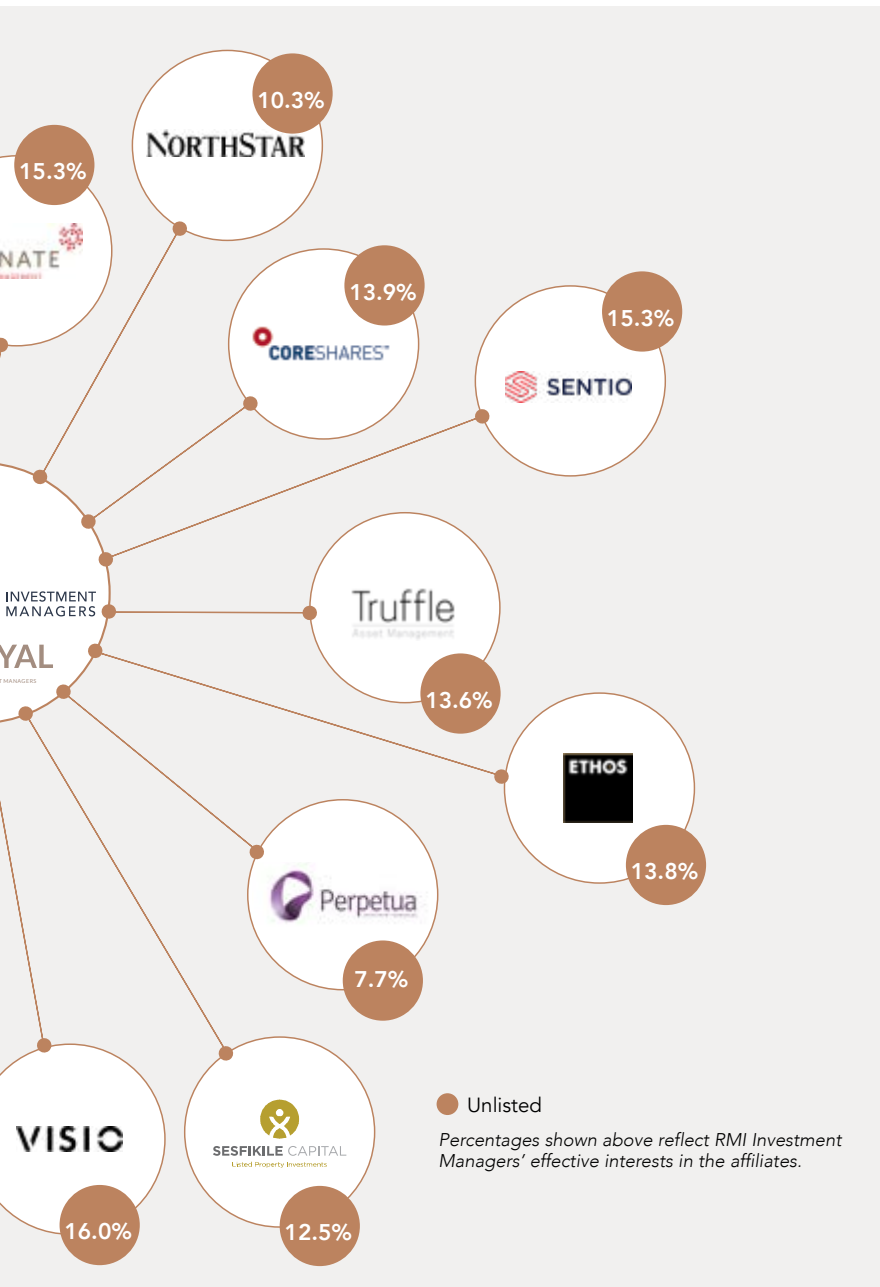 10.3%
NORTHSTAR
15.3%
NATE
13.9%
CORESHARES™
15.3%
SENTIO
INVESTMENT
MANAGERS
YAL
T MANAGERS
Truffle
Asset Management
13.6%
ETHOS
13.8%
Perpetua
7.7%
VISIO
16.0%
SESFIKILE CAPITAL
Listed Property Investments
12.5%
Unlisted
Percentages shown above reflect RMI Investment
Managers’ effective interests in the affiliates.